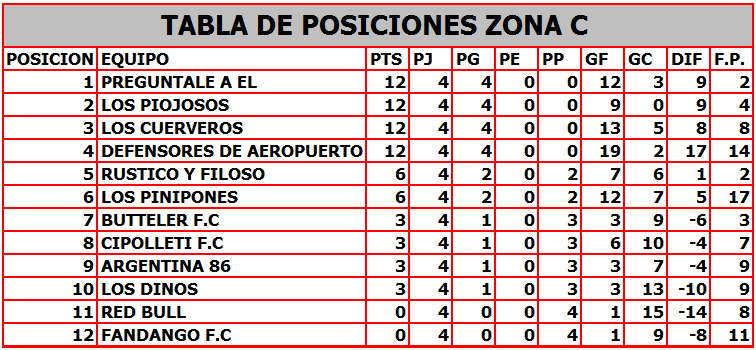 TABLA DE POSICIONES ZONA C
POSICION EQUIPO PTS PJ PG PE PP GF GC DIF F.P.
1 PREGUNTALE A EL 12 4 4 0 0 12 3 9 2
2 LOS PIOJOSOS 12 4 4 0 0 9 0 9 4
3 LOS CUERVEROS 12 4 4 0 0 13 5 8 8
4 DEFENSORES DE AEROPUERTO 12 4 4 0 0 19 2 17 14
5 RUSTICO Y FILOSO 6 4 2 0 2 7 6 1 2
6 LOS PINIPONES 6 4 2 0 2 12 7 5 17
7 BUTTELER F.C 3 4 1 0 3 3 9 -6 3
8 CIPOLLETI F.C 3 4 1 0 3 6 10 -4 7
9 ARGENTINA 86 3 4 1 0 3 3 7 -4 9
10 LOS DINOS 3 4 1 0 3 3 13 -10 9
11 RED BULL 0 4 0 0 4 1 15 -14 8
12 FANDANGO F.C 0 4 0 0 4 1 9 -8 11